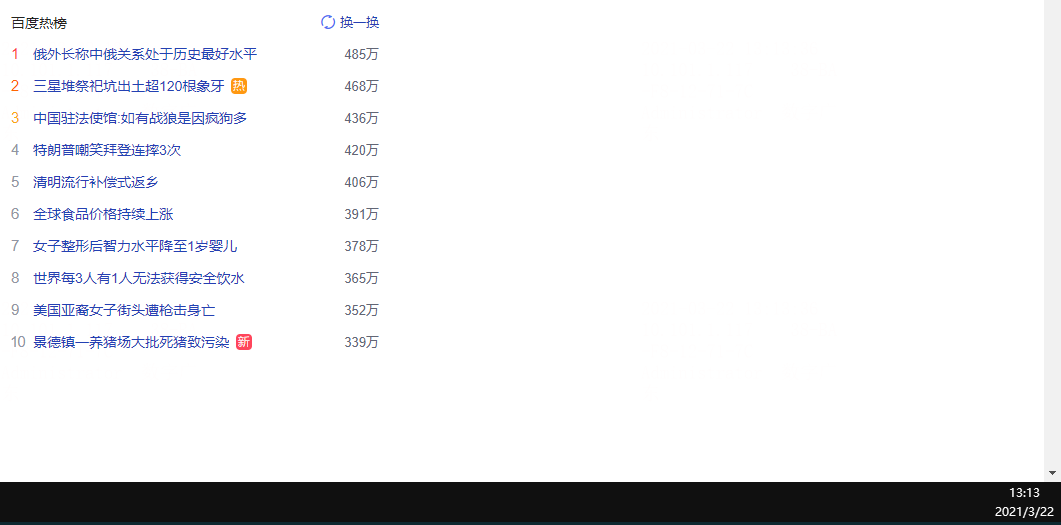 百度热榜 换一换
1 俄外长称中俄关系处于历史最好水平 485万
2 三星堆祭祀坑出土超120根象牙 热 468万
3 中国驻法使馆:如有战狼是因疯狗多 436万
4 特朗普嘲笑拜登连摔3次 420万
5 清明流行补偿式返乡 406万
6 全球食品价格持续上涨 391万
7 女子整形后智力水平降至1岁婴儿 378万
8 世界每3人有1人无法获得安全饮水 365万
9 美国亚裔女子街头遭枪击身亡 352万
10 景德镇一养猪场大批死猪致污染 新 339万
13:13
2021/3/22